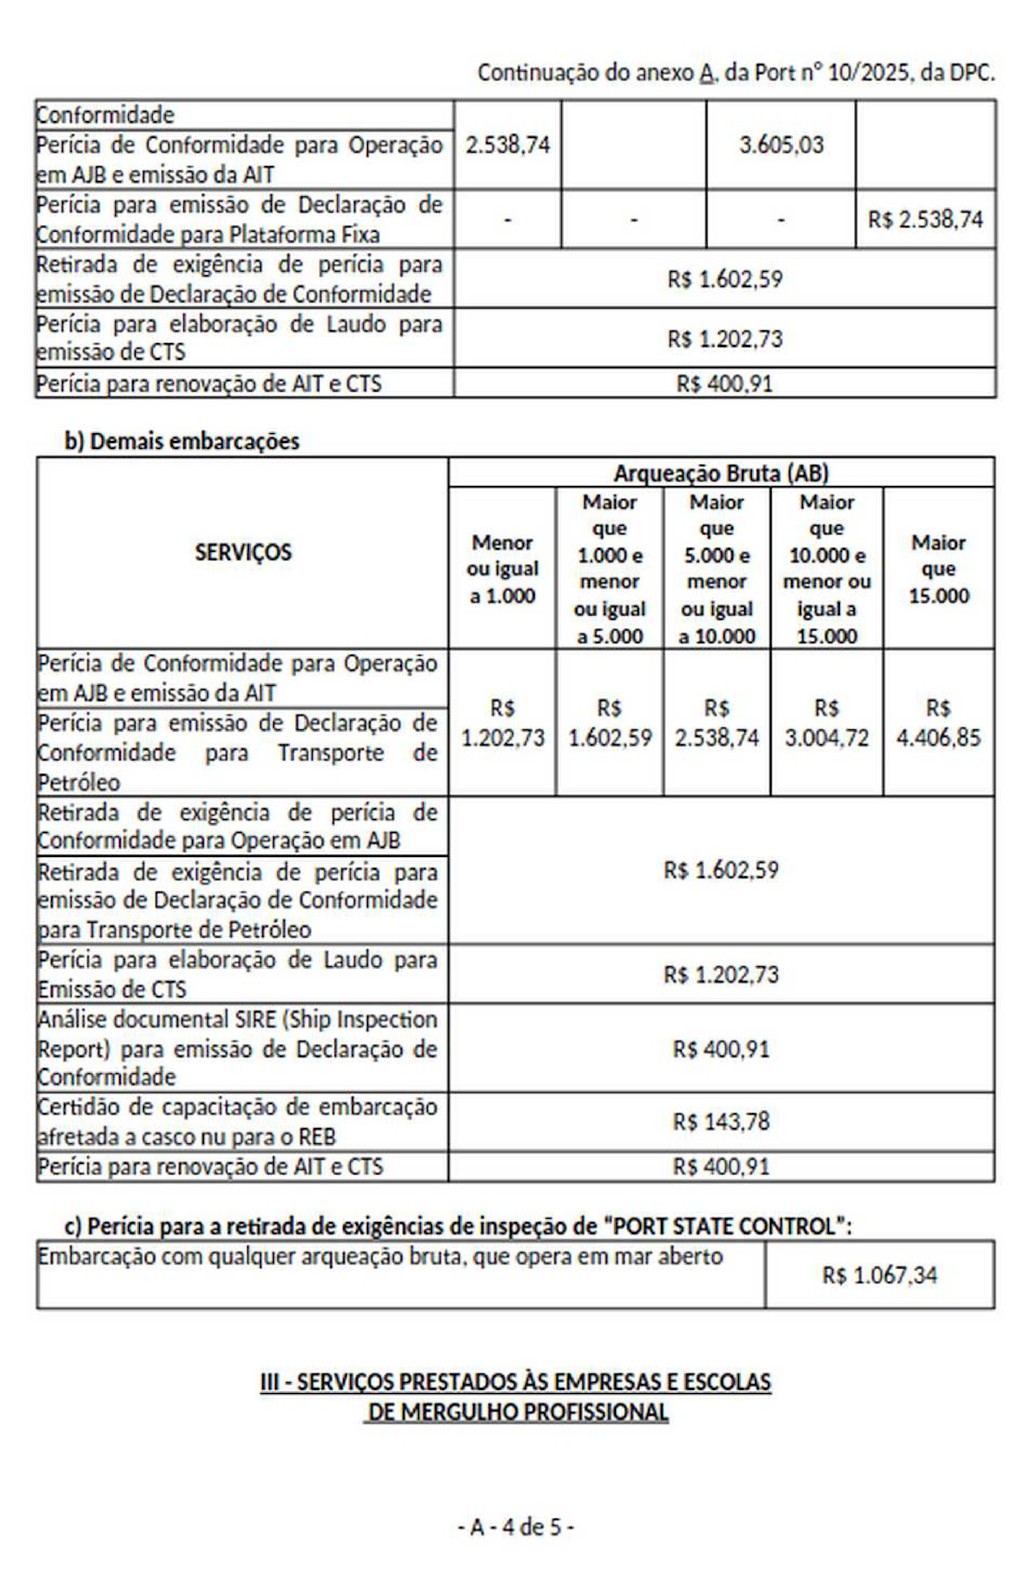 Continuação do anexo A, da Port n° 10/2025, da DPC.
Conformidade
Perícia de Conformidade para Operação
em AJB e emissão da AIT
2.538,74
3.605,03
Perícia para emissão de Declaração de
Conformidade para Plataforma Fixa
-
-
-
R$ 2.538,74
Retirada de exigência de perícia para
emissão de Declaração de Conformidade
R$ 1.602,59
Perícia para elaboração de Laudo para
emissão de CTS
R$ 1.202,73
Perícia para renovação de AIT e CTS
R$ 400,91
b) Demais embarcações
SERVIÇOS
Arqueação Bruta (AB)
Menor
ou igual
a 1.000
Maior
que
1.000 e
menor
ou igual
a 5.000
Maior
que
5.000 e
menor
ou igual
a 10.000
Maior
que
10.000 e
menor ou
igual a
15.000
Maior
que
15.000
Perícia de Conformidade para Operação
em AJB e emissão da AIT
Perícia para emissão de Declaração de
Conformidade para Transporte de
Petróleo
R$
1.202,73
R$
1.602,59
R$
2.538,74
R$
3.004,72
R$
4.406,85
Retirada de exigência de perícia de
Conformidade para Operação em AJB
Retirada de exigência de perícia para
emissão de Declaração de Conformidade
para Transporte de Petróleo
R$ 1.602,59
Perícia para elaboração de Laudo para
Emissão de CTS
R$ 1.202,73
Análise documental SIRE (Ship Inspection
Report) para emissão de Declaração de
Conformidade
R$ 400,91
Certidão de capacitação de embarcação
afretada a casco nu para o REB
R$ 143,78
Perícia para renovação de AIT e CTS
R$ 400,91
c) Perícia para a retirada de exigências de inspeção de “PORT STATE CONTROL”:
Embarcação com qualquer arqueação bruta, que opera em mar aberto
R$ 1.067,34
III - SERVIÇOS PRESTADOS ÀS EMPRESAS E ESCOLAS
DE MERGULHO PROFISSIONAL
- A - 4 de 5 -